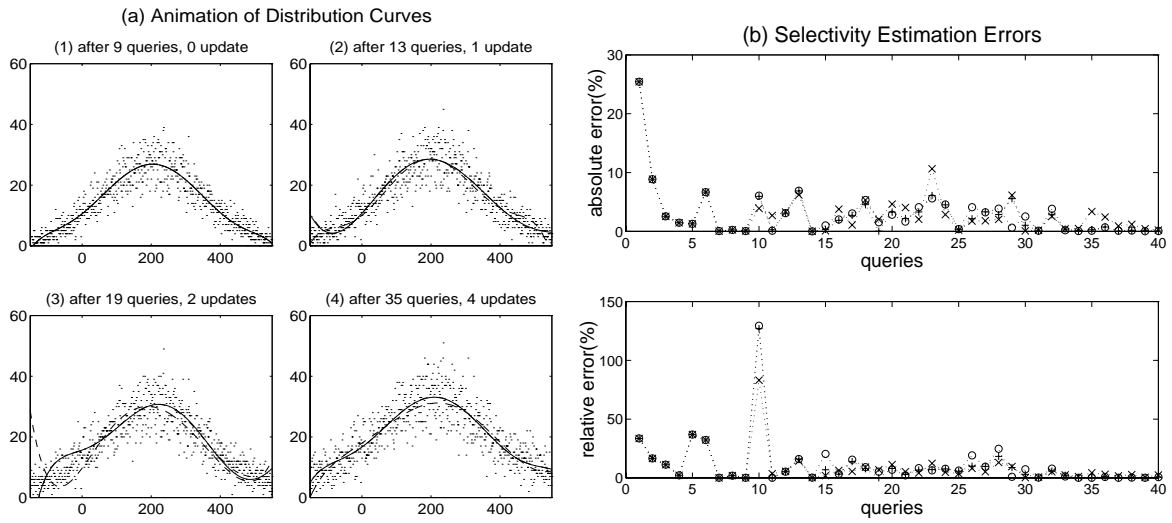 (a) Animation of Distribution Curves
(1) after 9 queries, 0 update
60
40
20
0
0 200 400
(2) after 13 queries, 1 update
60
40
20
0
0 200 400
(3) after 19 queries, 2 updates
60
40
20
0
0 200 400
(4) after 35 queries, 4 updates
60
40
20
0
0 200 400
(b) Selectivity Estimation Errors
absolute error(%)
30
20
10
0
0 5 10 15 20 25 30 35 40
queries
relative error(%)
150
100
50
0
0 5 10 15 20 25 30 35 40
queries